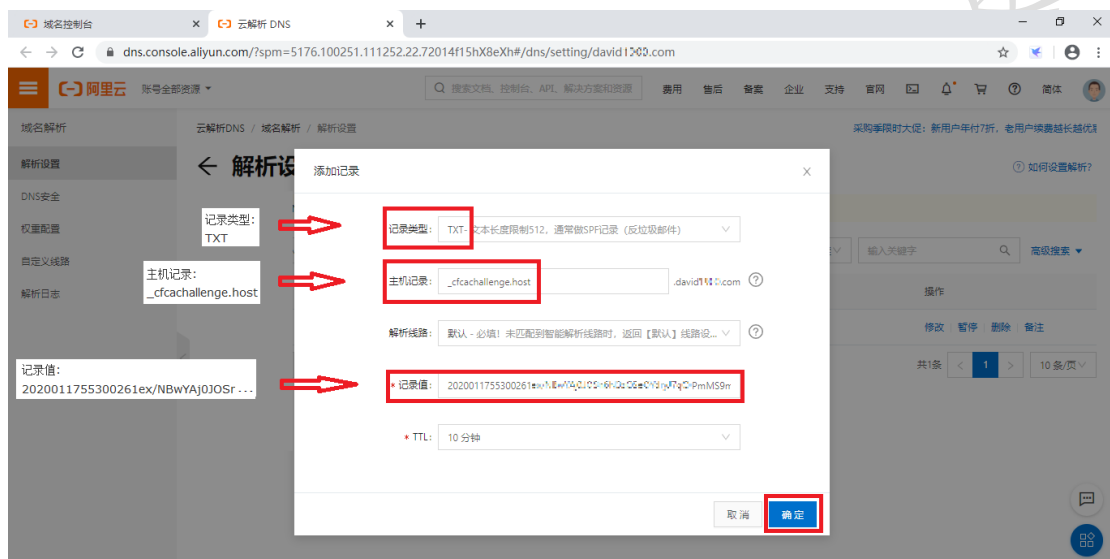 域名控制台
云解析 DNS
dns.console.aliyun.com/?spm=5176.100251.111252.22.72014f15hX8eXh#/dns/setting/david
阿里云
账号全部资源
搜索文档、控制台、API、解决方案和资源
费用 售后 备案 企业 支持 官网 简体
域名解析
云解析DNS / 域名解析 / 解析设置
采购季限时大促：新用户年付7折，老用户续费越长越优
解析设置
← 解析设
如何设置解析?
DNS安全
权重配置
自定义线路
解析日志
添加记录
记录类型：
TXT
记录类型： TXT- 文本长度限制512，通常做SPF记录（反垃圾邮件）
输入关键字
高级搜索
主机记录：
_cfcachallenge.host
主机记录： _cfcachallenge.host
操作
解析线路： 默认 - 必填！未匹配到智能解析线路时，返回【默认】线路设...
修改 暂停 删除 备注
记录值：
2020011755300261ex/NBwYAj0JOSr ...
* 记录值： 2020011755300261
共1条 < 1 > 10 条/页
* TTL： 10 分钟
取消 确定